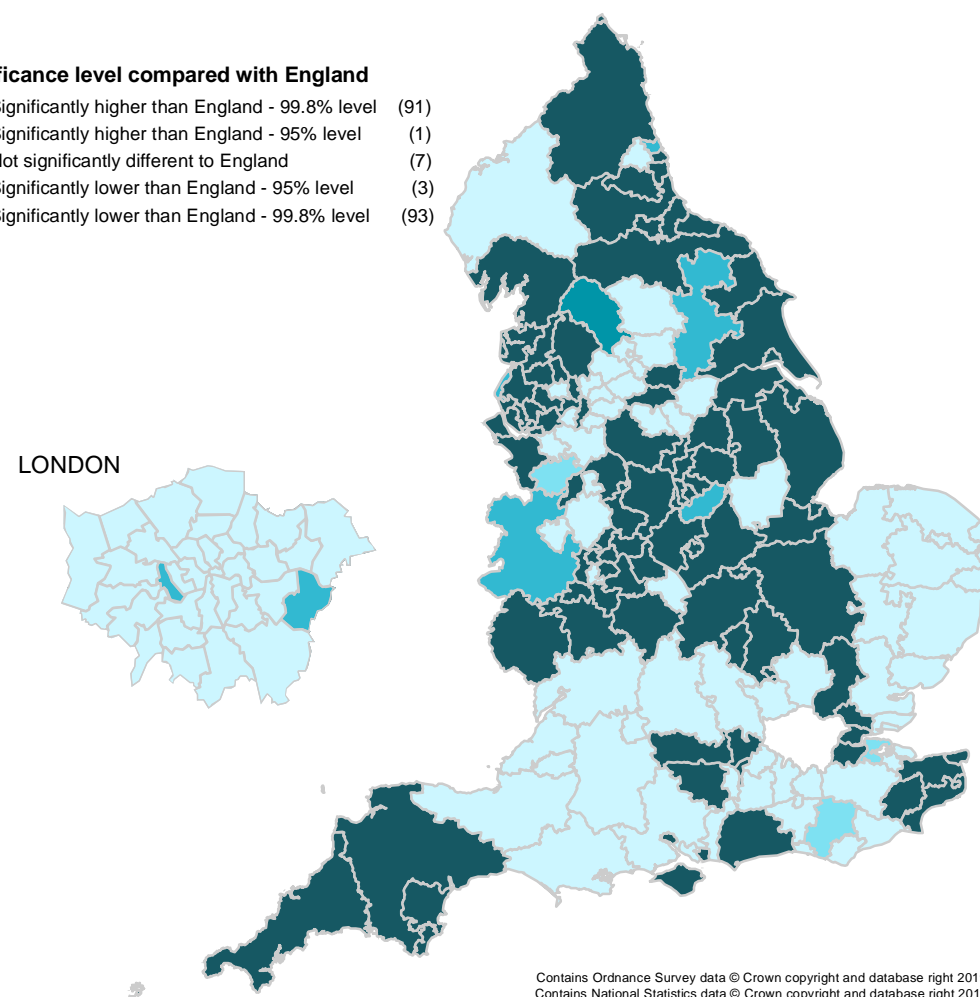 ficance level compared with England
Significantly higher than England - 99.8% level (91)
Significantly higher than England - 95% level (1)
Not significantly different to England (7)
Significantly lower than England - 95% level (3)
Significantly lower than England - 99.8% level (93)
LONDON
Contains Ordnance Survey data © Crown copyright and database right 201
Contains National Statistics data © Crown copyright and database right 201